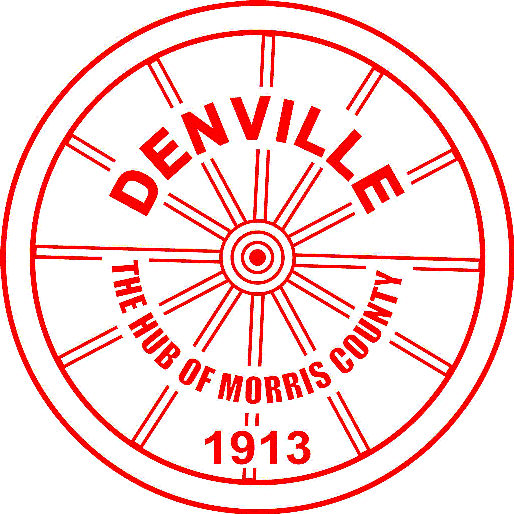 DENVILLE
THE HUB OF MORRIS COUNTY
1913